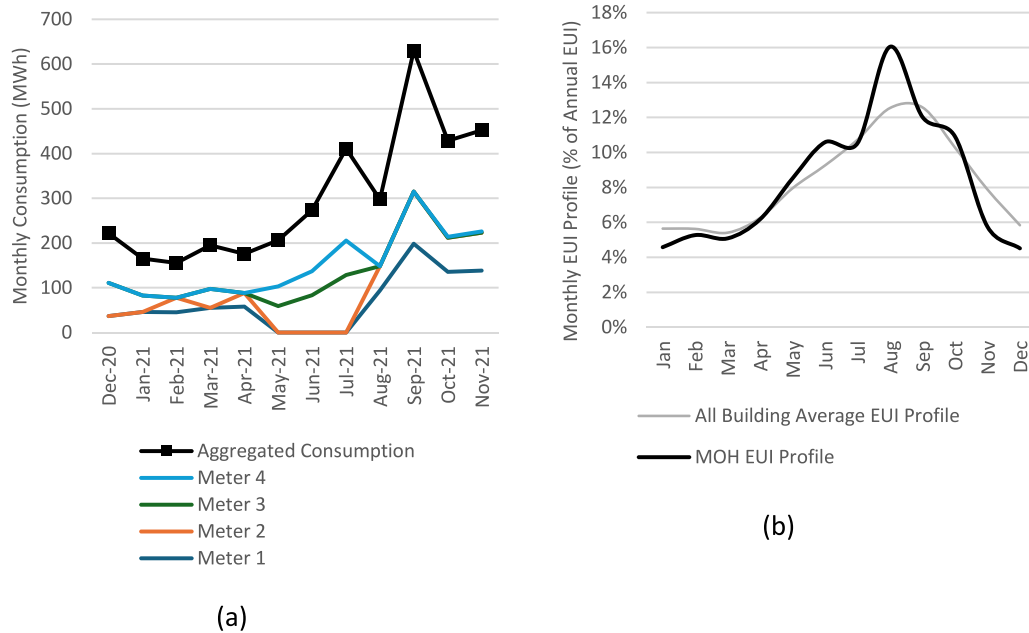 Monthly Consumption (MWh)
700
600
500
400
300
200
100
0
Dec-20
Jan-21
Feb-21
Mar-21
Apr-21
May-21
Jun-21
Jul-21
Aug-21
Sep-21
Oct-21
Nov-21
Aggregated Consumption
Meter 4
Meter 3
Meter 2
Meter 1
(a)
Monthly EUI Profile (% of Annual EUI)
18%
16%
14%
12%
10%
8%
6%
4%
2%
0%
Jan
Feb
Mar
Apr
May
Jun
Jul
Aug
Sep
Oct
Nov
Dec
All Building Average EUI Profile
MOH EUI Profile
(b)